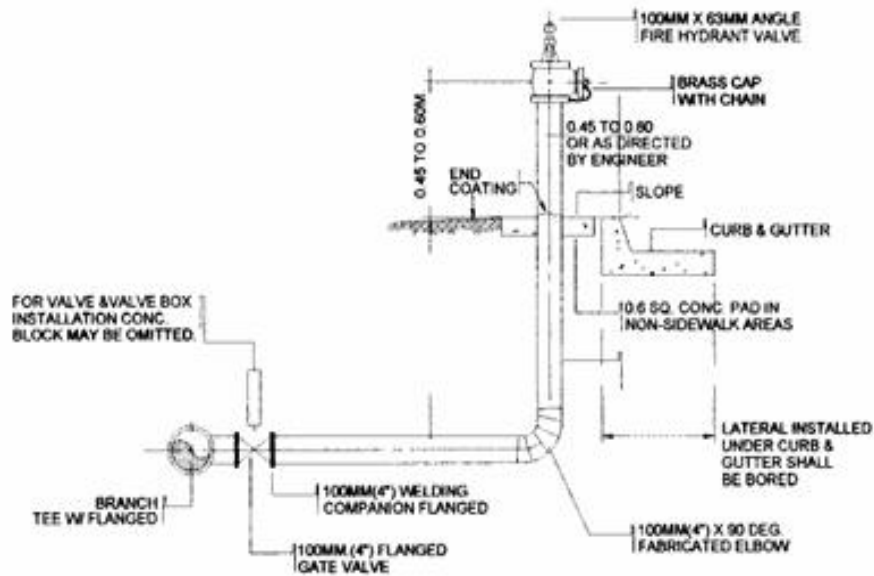 100MM X 63MM ANGLE
FIRE HYDRANT VALVE
BRASS CAP
WITH CHAIN
0.45 TO 0.60M
0.45 TO 0.60
OR AS DIRECTED
BY ENGINEER
END
COATING
SLOPE
CURB & GUTTER
FOR VALVE &VALVE BOX
INSTALLATION CONC.
BLOCK MAY BE OMITTED.
0.6 SQ. CONC. PAD IN
NON-SIDEWALK AREAS
LATERAL INSTALLED
UNDER CURB &
GUTTER SHALL
BE BORED
BRANCH
TEE W/ FLANGED
100MM(4") WELDING
COMPANION FLANGED
100MM.(4") FLANGED
GATE VALVE
100MM(4") X 90 DEG.
FABRICATED ELBOW